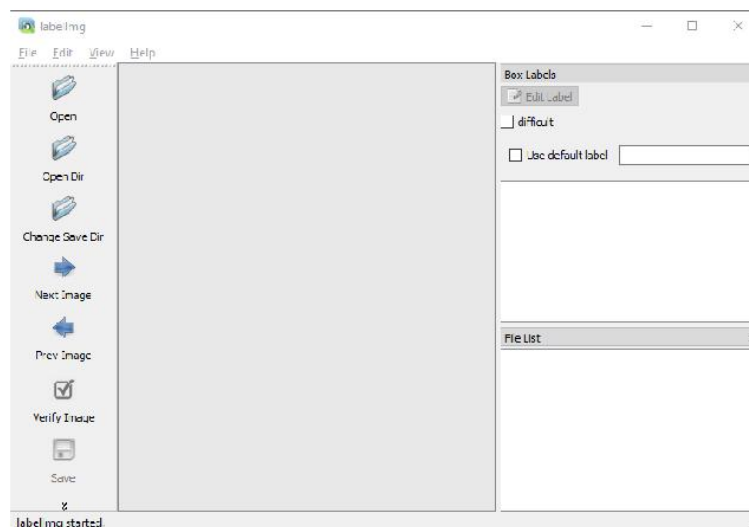 labelImg
File Edit View Help
Open
Open Dir
Change Save Dir
Next Image
Prev Image
Verify Image
Save
Box Labels
Edit Label
difficult
Use default label
File List
labelImg started.